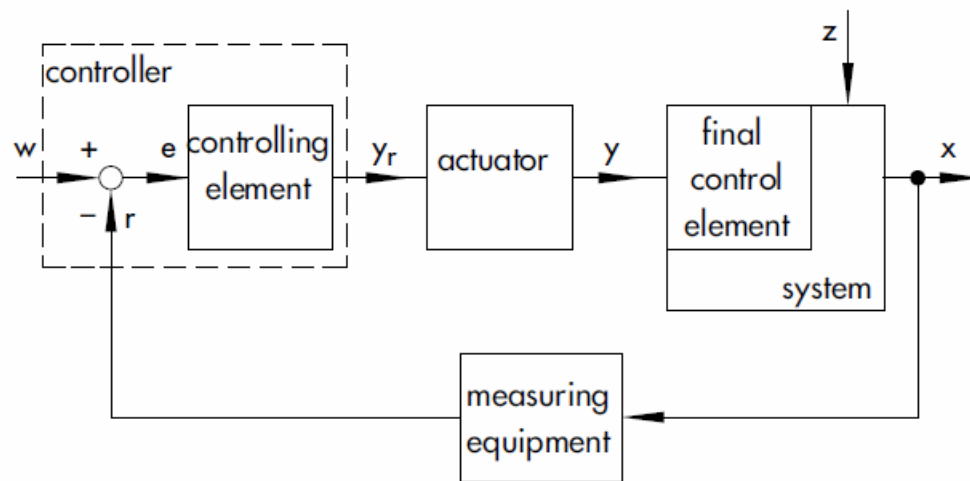 z
controller
w
+
e
controlling
element
yr
actuator
y
final
control
element
x
−
r
system
measuring
equipment